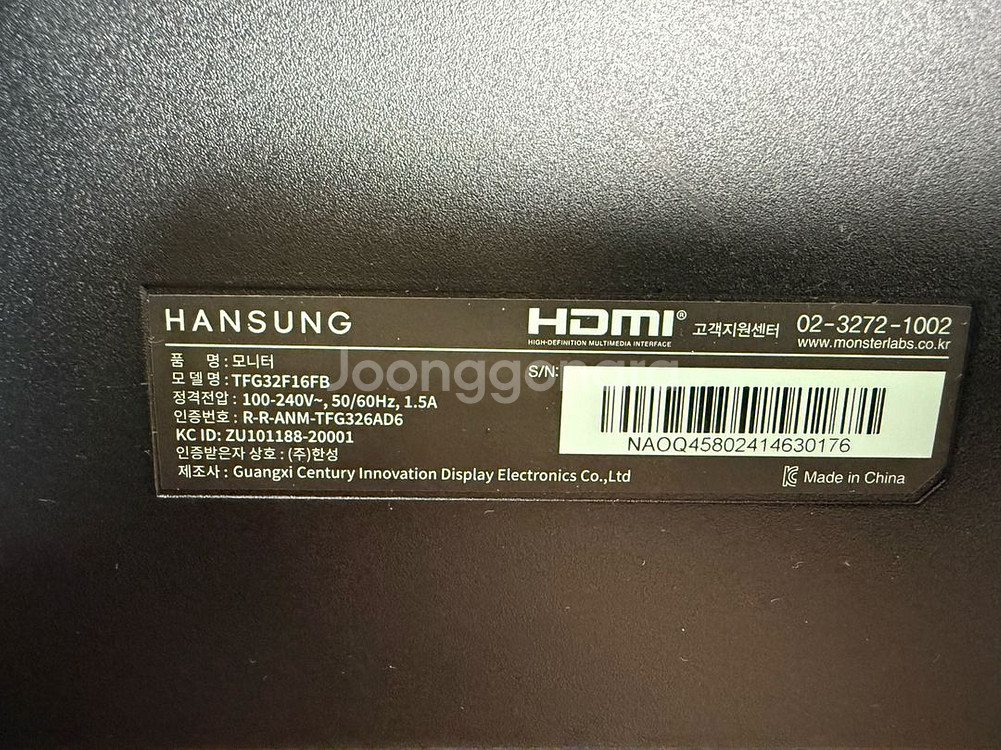 HANSUNG
HDMI®
HIGH-DEFINITION MULTIMEDIA INTERFACE
고객지원센터
02-3272-1002
www.monsterlabs.co.kr
품 명 : 모니터
모 델 명 : TFG32F16FB
정격전압 : 100-240V~, 50/60Hz, 1.5A
인증번호 : R-R-ANM-TFG326AD6
KC ID: ZU101188-20001
인증받은자 상호 : (주)한성
제조사 : Guangxi Century Innovation Display Electronics Co.,Ltd
S/N:
NAOQ45802414630176
Made in China
Joonggonara